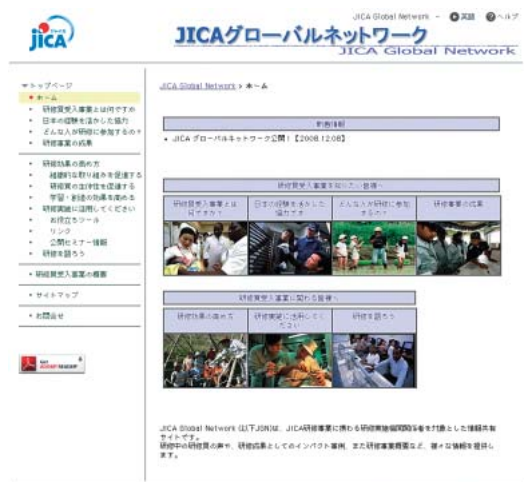 JICA Global Network - 英語 ヘルプ
JICA
JICAグローバルネットワーク
JICA Global Network
トップページ
ホーム
研修員受入事業とは何ですか
日本の経験を活かした協力
どんな人が研修に参加するの?
研修事業の成果
研修効果の高め方
組織的な取り組みを促進する
研修員の主体性を促進する
学習・創造の効果を高める
研修実施に活用してください
お役立ちツール
リンク
公開セミナー情報
研修を語ろう
研修員受入事業の概要
サイトマップ
お問合せ
Get
ADOBE® READER®
JICA Global Network > ホーム
新着情報
JICA グローバルネットワーク公開!【2008.12.08】
研修員受入事業を知りたい皆様へ
研修員受入事業とは
何ですか?
日本の経験を活かした
協力です
どんな人が研修に参加
するの?
研修事業の成果
研修員受入事業に関わる皆様へ
研修効果の高め方
研修実施に活用してく
ださい
研修を語ろう
JICA Global Network (以下JGN)は、JICA研修事業に携わる研修実施機関関係者を対象とした情報共有
サイトです。
研修中の研修員の声や、研修成果としてのインパクト事例、また研修事業概要など、様々な情報を提供し
ます。